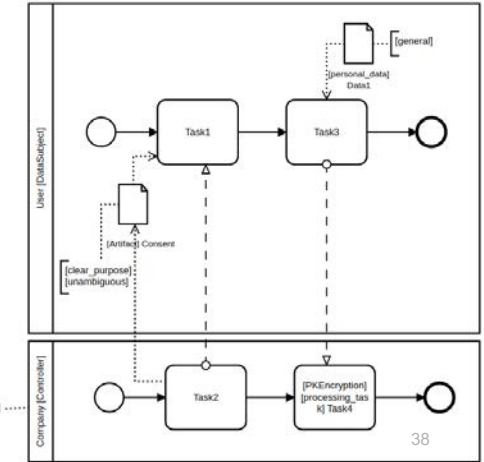 User [DataSubject]
[general]
[personal_data]
Data1
Task1
Task3
[Artifact] Consent
[clear_purpose]
[unambiguous]
Company [Controller]
Task2
[PKEncryption]
[processing_tas
k] Task4
38